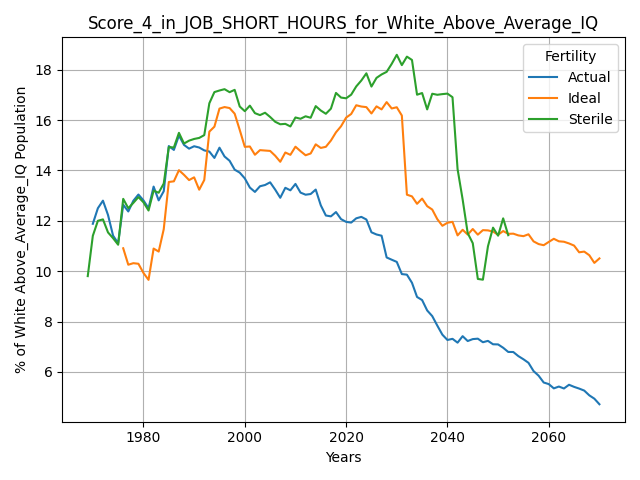 Score_4_in_JOB_SHORT_HOURS_for_White_Above_Average_IQ
% of White Above_Average_IQ Population
18
16
14
12
10
8
6
Fertility
Actual
Ideal
Sterile
1980 2000 2020 2040 2060
Years